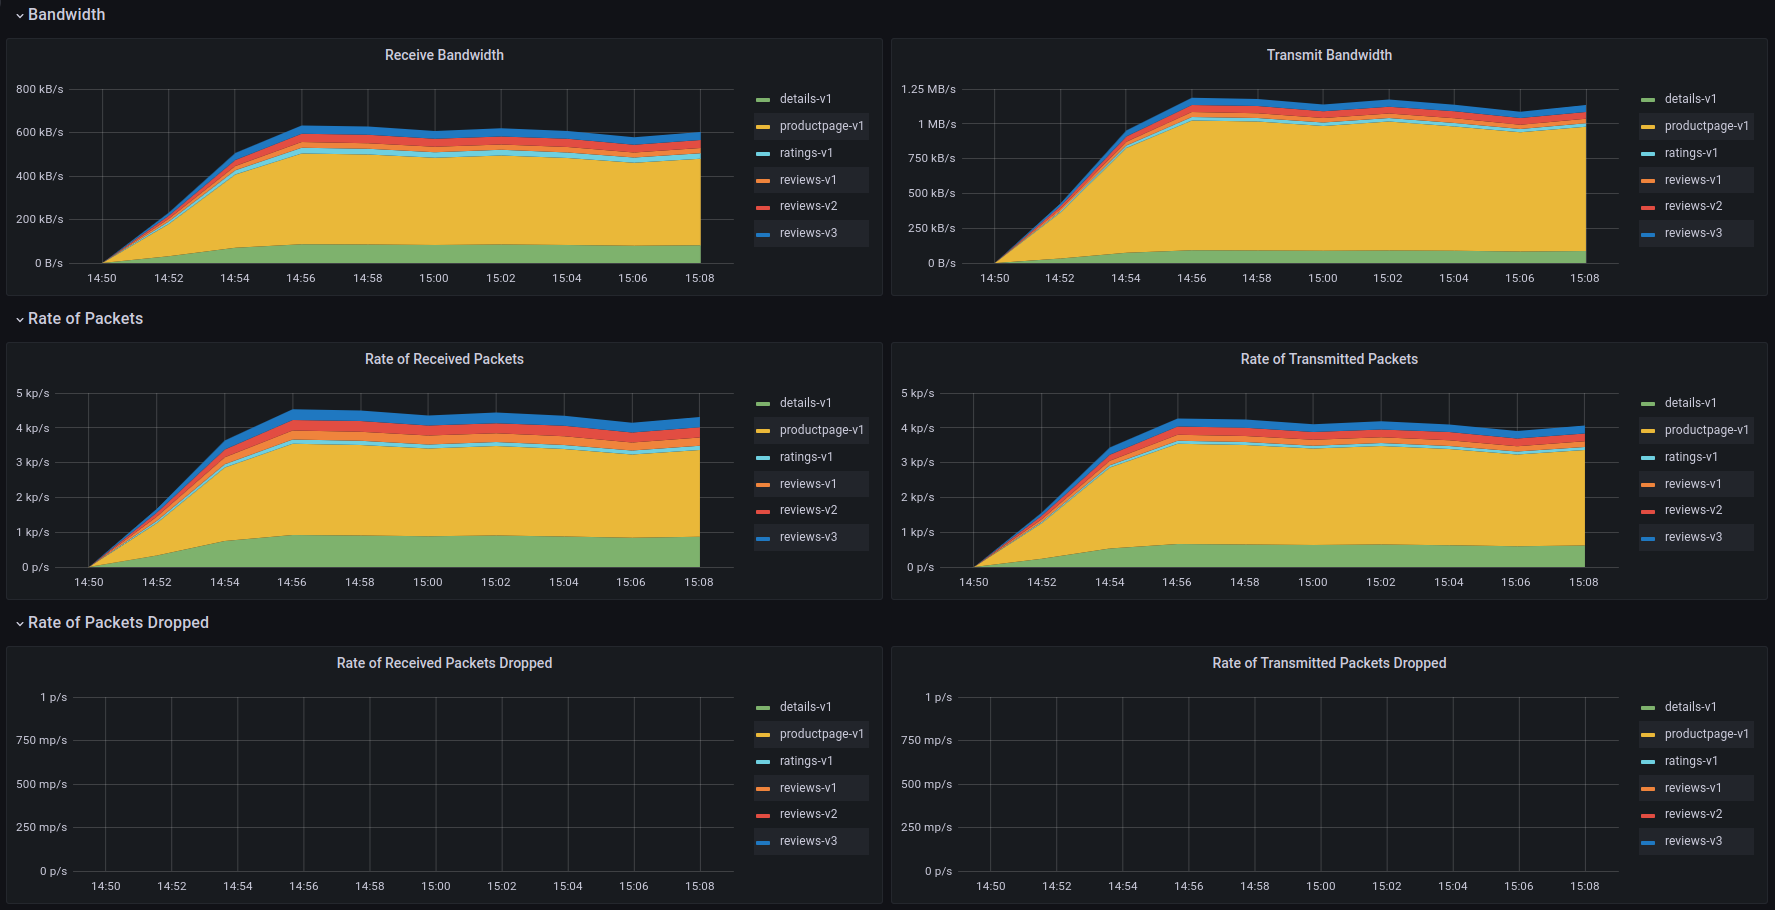 Bandwidth
Receive Bandwidth
800 kB/s
600 kB/s
400 kB/s
200 kB/s
0 B/s
14:50 14:52 14:54 14:56 14:58 15:00 15:02 15:04 15:06 15:08
details-v1
productpage-v1
ratings-v1
reviews-v1
reviews-v2
reviews-v3
Transmit Bandwidth
1.25 MB/s
1 MB/s
750 kB/s
500 kB/s
250 kB/s
0 B/s
14:50 14:52 14:54 14:56 14:58 15:00 15:02 15:04 15:06 15:08
details-v1
productpage-v1
ratings-v1
reviews-v1
reviews-v2
reviews-v3
Rate of Packets
Rate of Received Packets
5 kp/s
4 kp/s
3 kp/s
2 kp/s
1 kp/s
0 p/s
14:50 14:52 14:54 14:56 14:58 15:00 15:02 15:04 15:06 15:08
details-v1
productpage-v1
ratings-v1
reviews-v1
reviews-v2
reviews-v3
Rate of Transmitted Packets
5 kp/s
4 kp/s
3 kp/s
2 kp/s
1 kp/s
0 p/s
14:50 14:52 14:54 14:56 14:58 15:00 15:02 15:04 15:06 15:08
details-v1
productpage-v1
ratings-v1
reviews-v1
reviews-v2
reviews-v3
Rate of Packets Dropped
Rate of Received Packets Dropped
1 p/s
750 mp/s
500 mp/s
250 mp/s
0 p/s
14:50 14:52 14:54 14:56 14:58 15:00 15:02 15:04 15:06 15:08
details-v1
productpage-v1
ratings-v1
reviews-v1
reviews-v2
reviews-v3
Rate of Transmitted Packets Dropped
1 p/s
750 mp/s
500 mp/s
250 mp/s
0 p/s
14:50 14:52 14:54 14:56 14:58 15:00 15:02 15:04 15:06 15:08
details-v1
productpage-v1
ratings-v1
reviews-v1
reviews-v2
reviews-v3